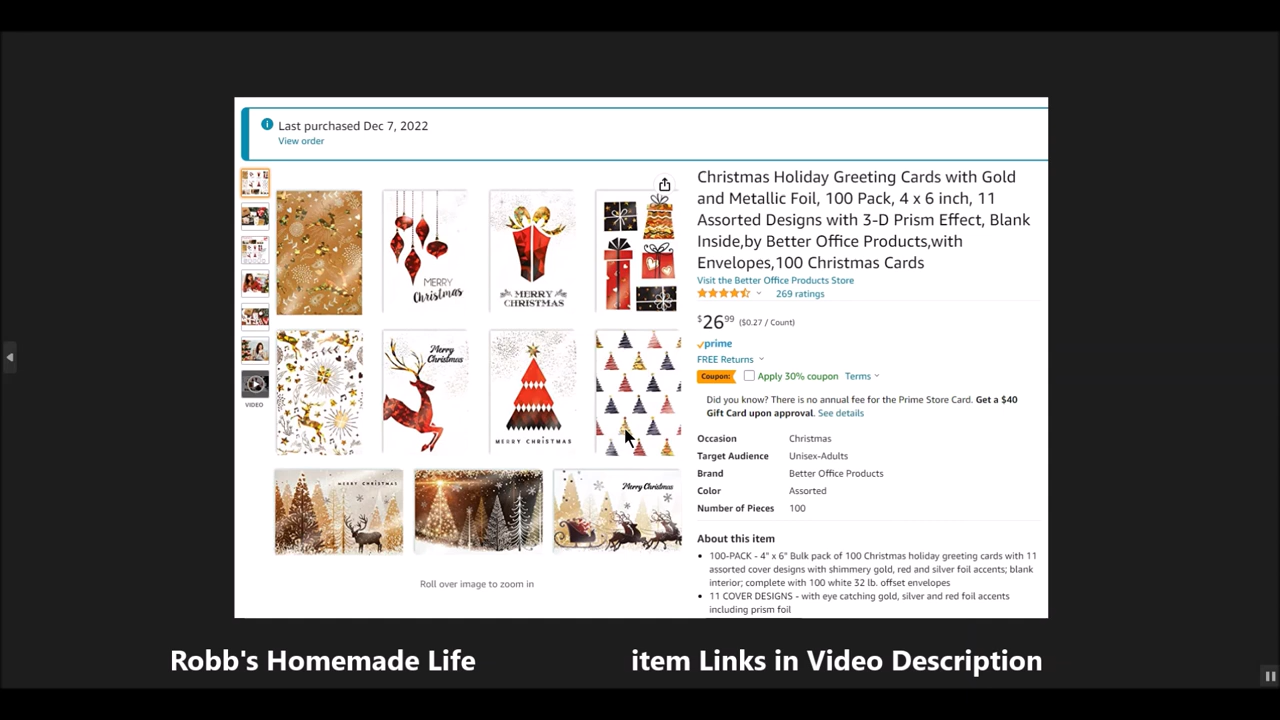 Last purchased Dec 7, 2022
View order
Christmas Holiday Greeting Cards with Gold
and Metallic Foil, 100 Pack, 4 x 6 inch, 11
Assorted Designs with 3-D Prism Effect, Blank
Inside,by Better Office Products,with
Envelopes,100 Christmas Cards
Visit the Better Office Products Store
269 ratings
$2699 ($0.27 / Count)
prime
FREE Returns
Coupon: Apply 30% coupon Terms
Did you know? There is no annual fee for the Prime Store Card. Get a $40
Gift Card upon approval. See details
Occasion Christmas
Target Audience Unisex-Adults
Brand Better Office Products
Color Assorted
Number of Pieces 100
About this item
• 100-PACK - 4" x 6" Bulk pack of 100 Christmas holiday greeting cards with 11
assorted cover designs with shimmery gold, red and silver foil accents; blank
interior; complete with 100 white 32 lb. offset envelopes
• 11 COVER DESIGNS - with eye catching gold, silver and red foil accents
including prism foil
MERRY
Christmas
MERRY
CHRISTMAS
Merry
Christmas
MERRY CHRISTMAS
MERRY CHRISTMAS
Merry Christmas
VIDEO
Roll over image to zoom in
Robb's Homemade Life
item Links in Video Description